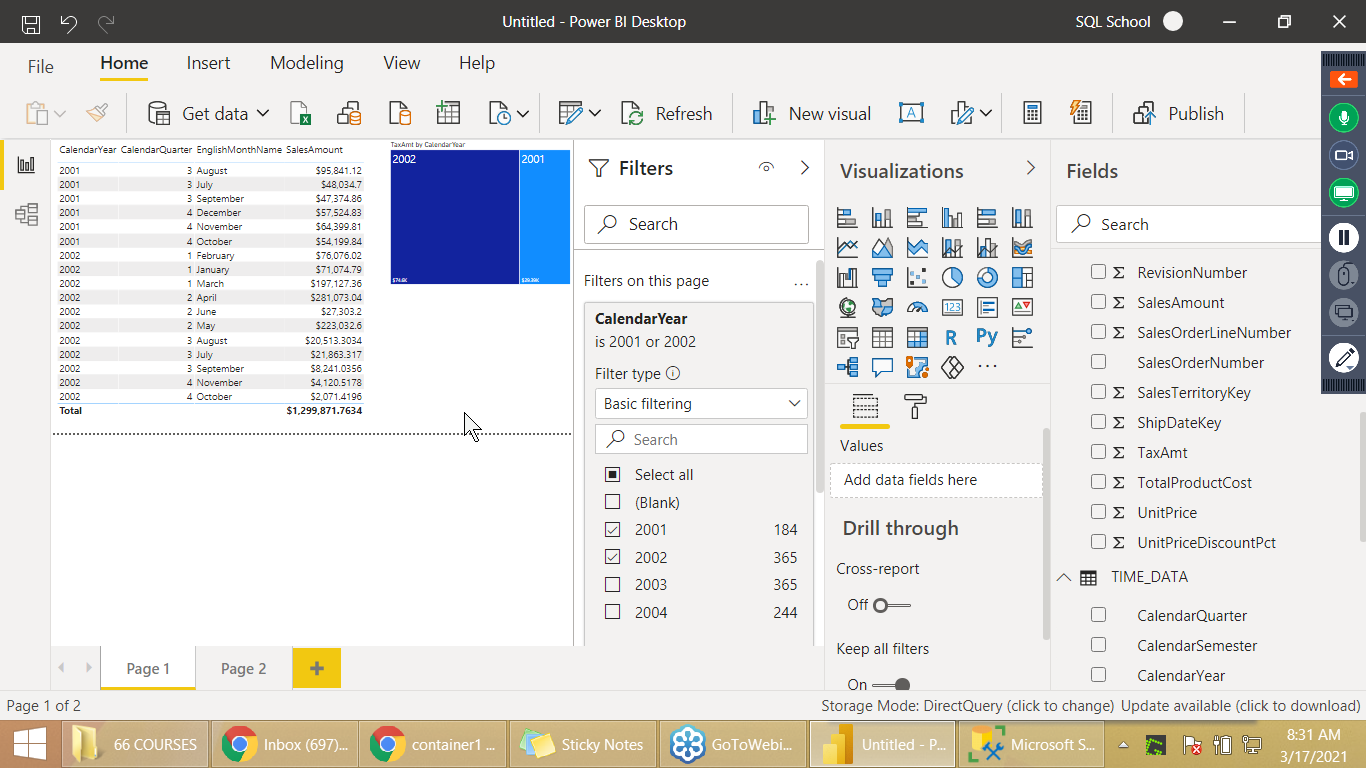 Untitled - Power BI Desktop
SQL School
File Home Insert Modeling View Help
Get data
Refresh
New visual
Publish
CalendarYear CalendarQuarter EnglishMonthName SalesAmount
2001 3 August $95,841.12
2001 3 July $48,034.7
2001 3 September $47,374.86
2001 4 December $57,524.83
2001 4 November $64,399.81
2001 4 October $54,199.84
2002 1 February $76,076.02
2002 1 January $71,074.79
2002 1 March $197,127.36
2002 2 April $281,073.04
2002 2 June $27,303.2
2002 2 May $223,032.6
2002 3 August $20,513.3034
2002 3 July $21,863.317
2002 3 September $8,241.0356
2002 4 November $4,120.5178
2002 4 October $2,071.4196
Total $1,299,871.7634
TaxAmt by CalendarYear
2002
2001
Filters
Search
Filters on this page
...
CalendarYear
is 2001 or 2002
Filter type
Basic filtering
Search
Select all
(Blank)
2001 184
2002 365
2003 365
2004 244
Visualizations
123
R Py
...
Values
Add data fields here
Drill through
Cross-report
Off
Keep all filters
On
Fields
Search
Σ RevisionNumber
Σ SalesAmount
Σ SalesOrderLineNumber
SalesOrderNumber
Σ SalesTerritoryKey
Σ ShipDateKey
Σ TaxAmt
Σ TotalProductCost
Σ UnitPrice
Σ UnitPriceDiscountPct
TIME_DATA
CalendarQuarter
CalendarSemester
CalendarYear
Page 1
Page 2
+
Page 1 of 2
Storage Mode: DirectQuery (click to change) Update available (click to download)
66 COURSES
Inbox (697)...
container1 ...
Sticky Notes
GoToWebi...
Untitled - P...
Microsoft S...
8:31 AM
3/17/2021